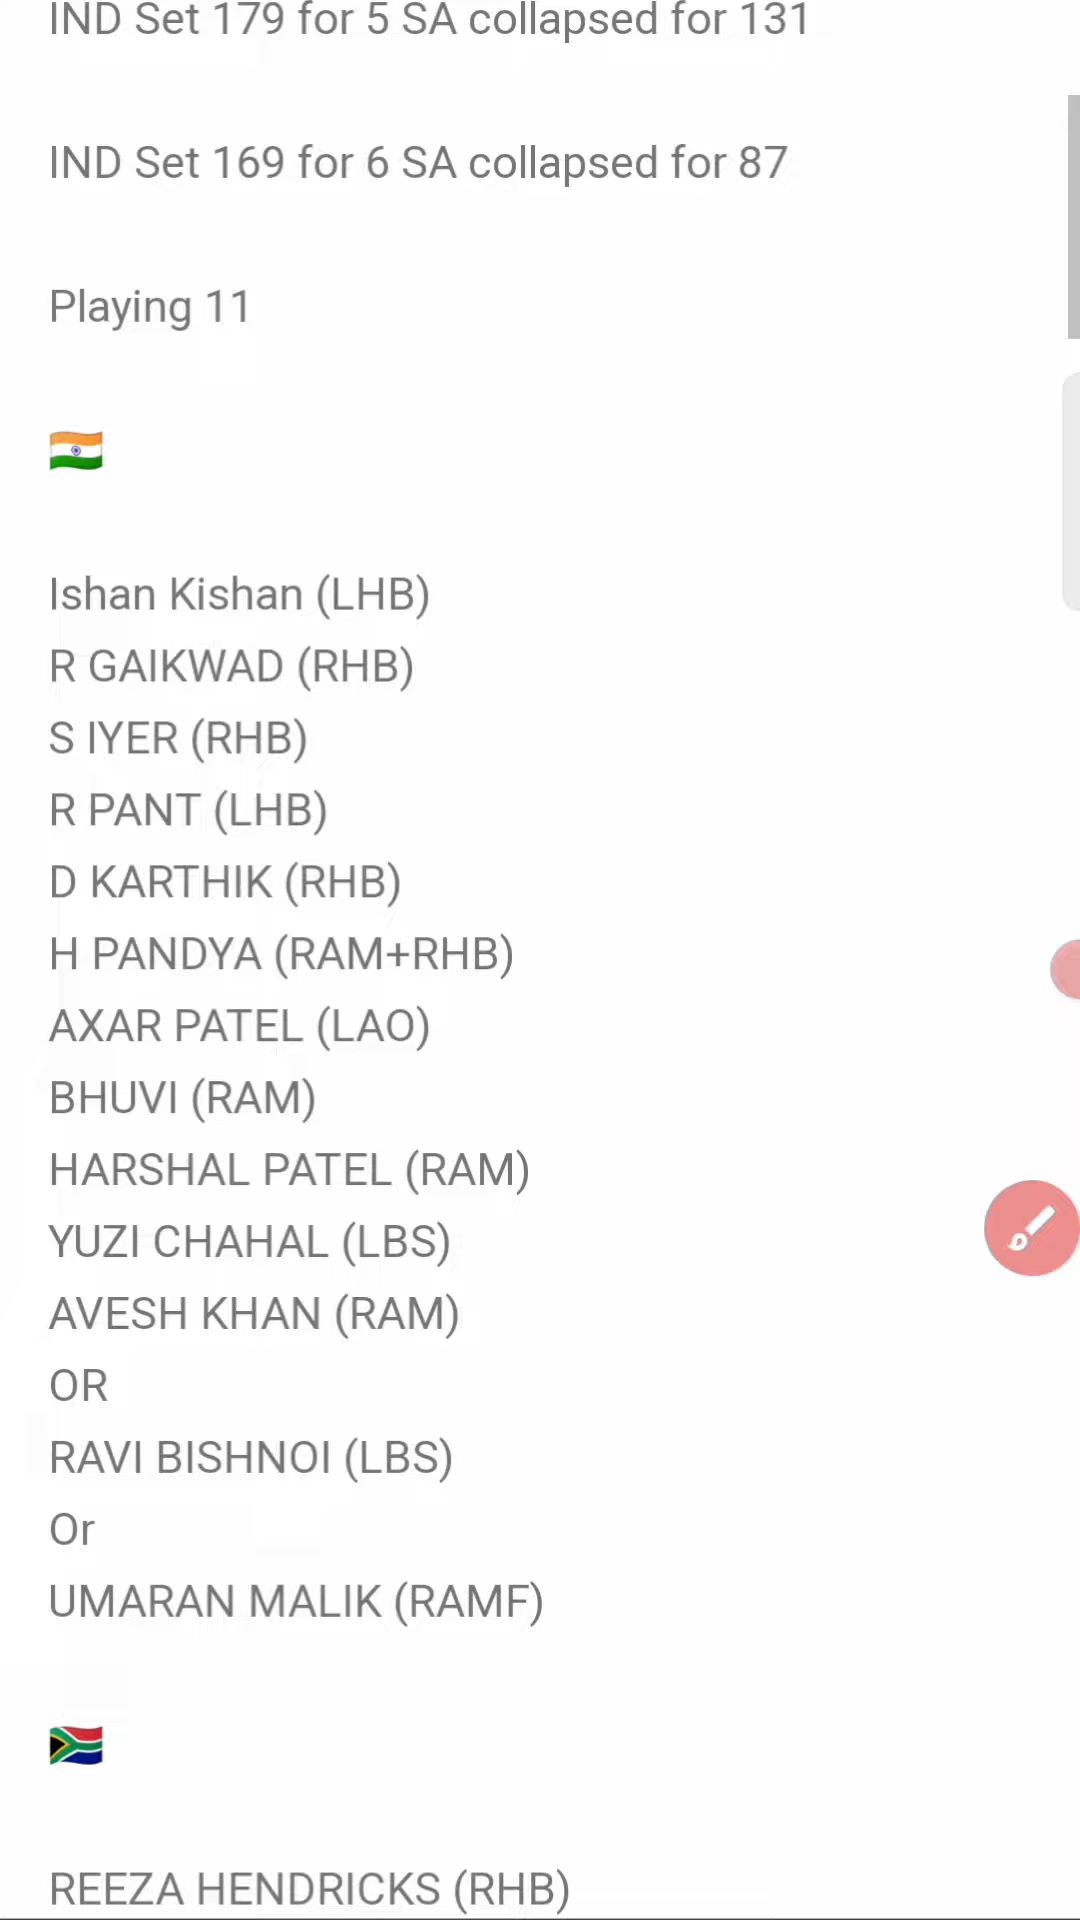 IND Set 179 for 5 SA collapsed for 131
IND Set 169 for 6 SA collapsed for 87
Playing 11
🇮🇳
Ishan Kishan (LHB)
R GAIKWAD (RHB)
S IYER (RHB)
R PANT (LHB)
D KARTHIK (RHB)
H PANDYA (RAM+RHB)
AXAR PATEL (LAO)
BHUVI (RAM)
HARSHAL PATEL (RAM)
YUZI CHAHAL (LBS)
AVESH KHAN (RAM)
OR
RAVI BISHNOI (LBS)
Or
UMARAN MALIK (RAMF)
🇿🇦
REEZA HENDRICKS (RHB)